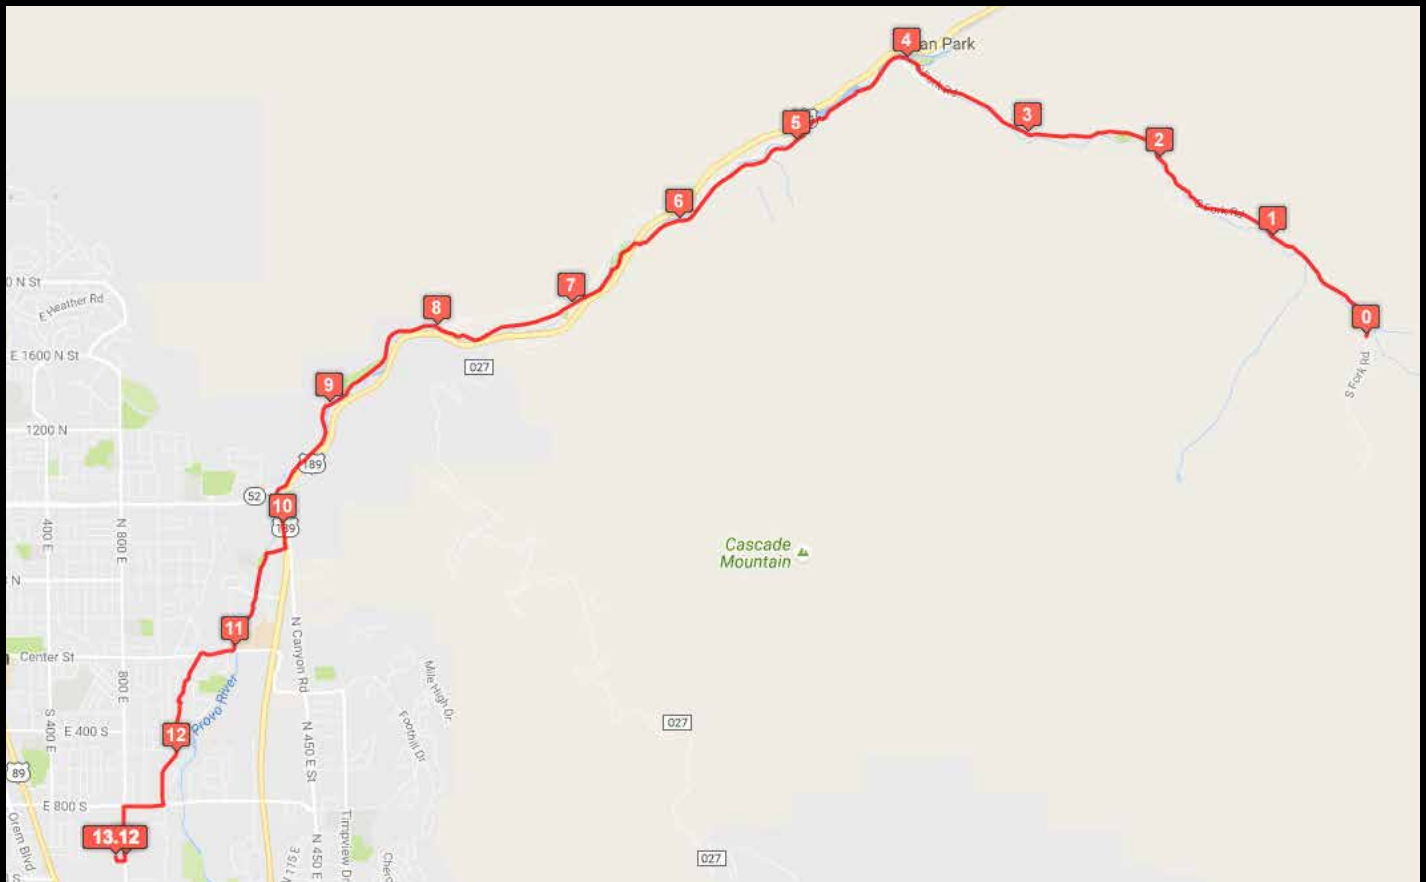 4
an Park
Fork Rd
3
5
2
6
S Fork Rd
1
7
0 N St
8
E Heather Rd
0
E 1600 N St
027
S Fork Rd
9
1200 N
189
52
10
189
400 E
N 800 E
Cascade
Mountain
N
11
N Canyon Rd
Center St
800 E
Mile High Dr
Provo River
S 400 E
E 400 S
12
Foothill Dr
027
N 450 E St
89
E 800 S
Orem Blvd
13.12
Timpview Dr
N 450 E
027